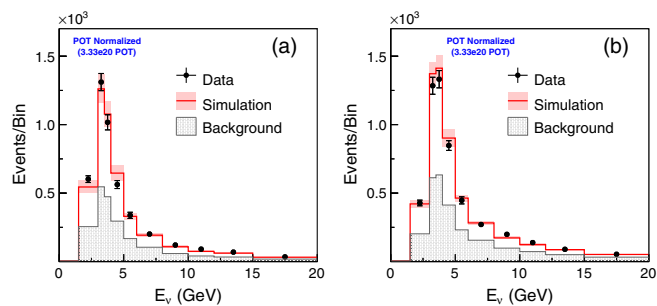 ×10³
POT Normalized
(3.33e20 POT)
(a)
Data
Simulation
Background
Events/Bin
1.5
1.0
0.5
0
5
10
15
20
Eν (GeV)
×10³
POT Normalized
(3.33e20 POT)
(b)
Data
Simulation
Background
Events/Bin
1.5
1.0
0.5
0
5
10
15
20
Eν (GeV)